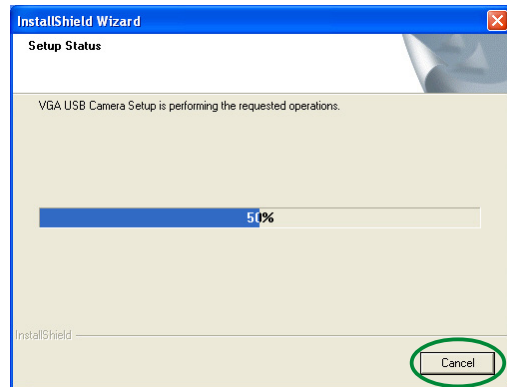 InstallShield Wizard
Setup Status
VGA USB Camera Setup is performing the requested operations.
50%
InstallShield
Cancel